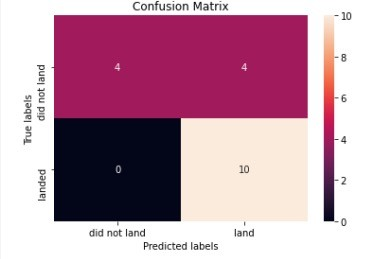 Confusion Matrix
True labels
did not land
landed
4 4
0 10
did not land land
Predicted labels
10
8
6
4
2
0